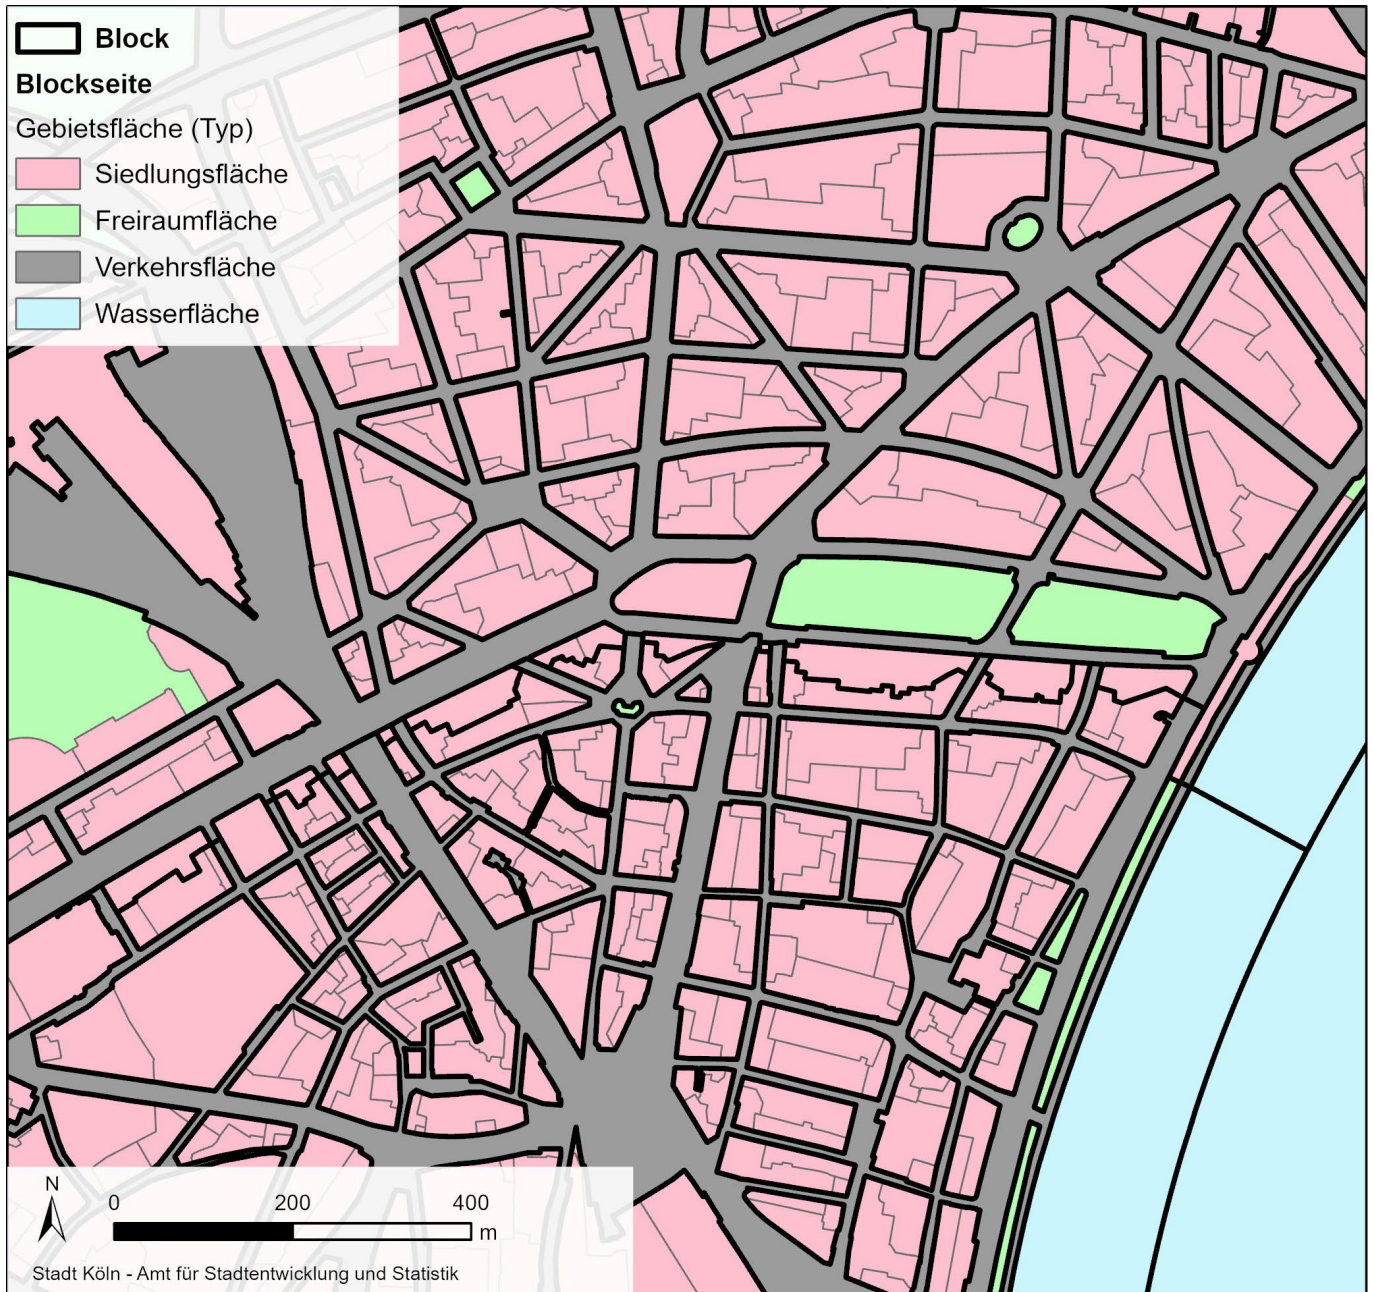 Block
Blockseite
Gebietsfläche (Typ)
Siedlungsfläche
Freiraumfläche
Verkehrsfläche
Wasserfläche
N
0 200 400
m
Stadt Köln - Amt für Stadtentwicklung und Statistik